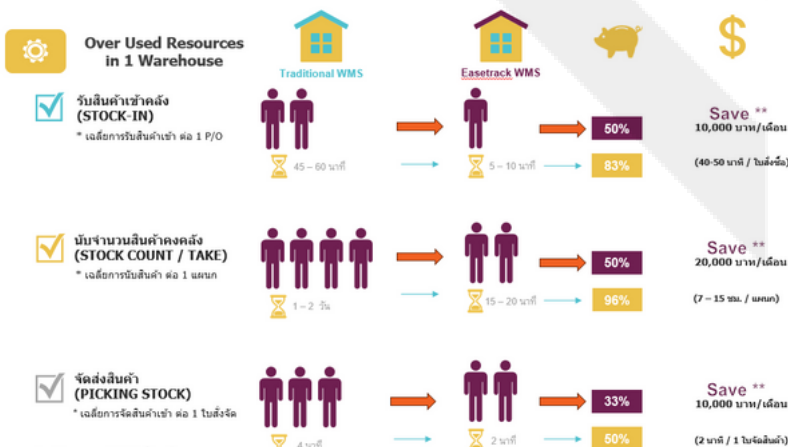 Over Used Resources
in 1 Warehouse
Traditional WMS
Easetrack WMS
รับสินค้าเข้าคลัง
(STOCK-IN)
* เฉลี่ยการรับสินค้าเข้า ต่อ 1 P/O
45 – 60 นาที
5 – 10 นาที
50%
83%
Save **
10,000 บาท/เดือน
(40-50 นาที / ใบสั่งซื้อ)
นับจำนวนสินค้าคงคลัง
(STOCK COUNT / TAKE)
* เฉลี่ยการนับสินค้า ต่อ 1 แผนก
1 – 2 วัน
15 – 20 นาที
50%
96%
Save **
20,000 บาท/เดือน
(7 – 15 ชม. / แผนก)
จัดส่งสินค้า
(PICKING STOCK)
* เฉลี่ยการจัดสินค้าเข้า ต่อ 1 ใบสั่งจัด
4 นาที
2 นาที
33%
50%
Save **
10,000 บาท/เดือน
(2 นาที / 1 ใบจัดสินค้า)